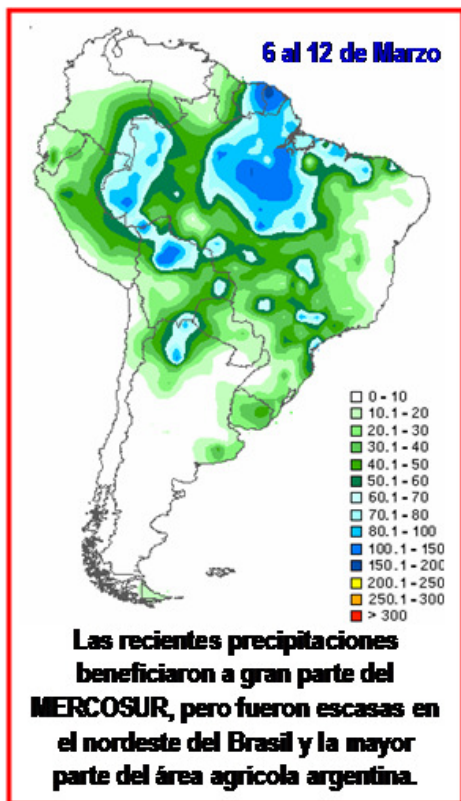 6 al 12 de Marzo
0 - 10
10.1 - 20
20.1 - 30
30.1 - 40
40.1 - 50
50.1 - 60
60.1 - 70
70.1 - 80
80.1 - 100
100.1 - 150
150.1 - 200
200.1 - 250
250.1 - 300
> 300
Las recientes precipitaciones
beneficiaron a gran parte del
MERCOSUR, pero fueron escasas en
el nordeste del Brasil y la mayor
parte del área agrícola argentina.